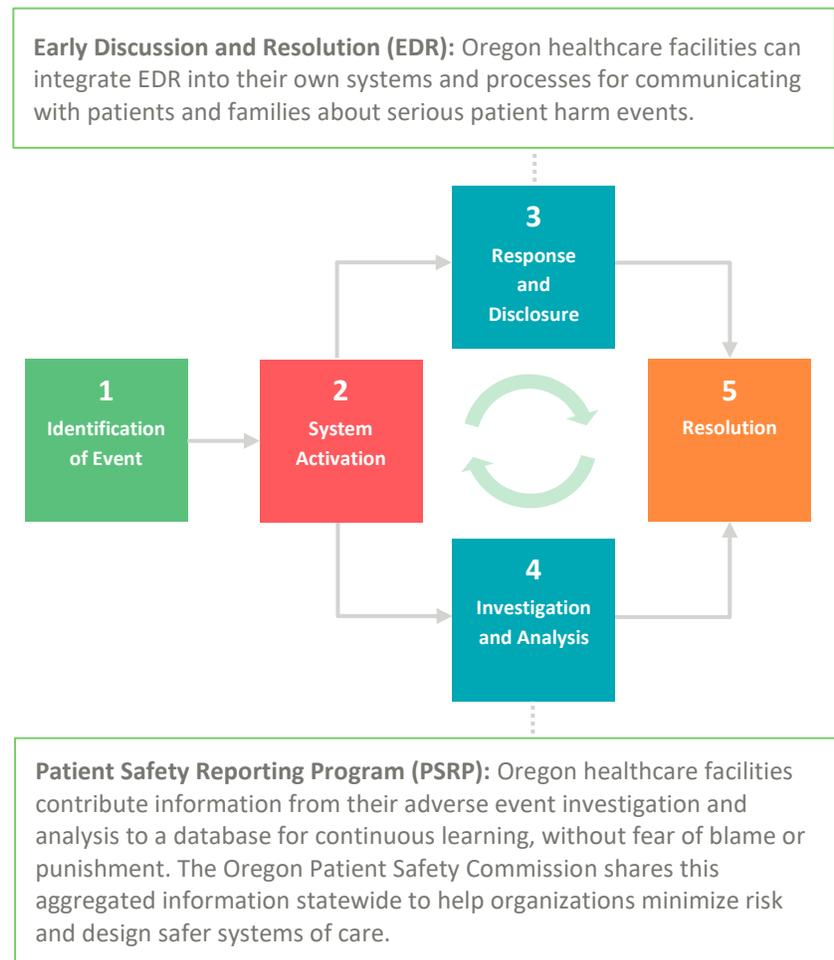 Early Discussion and Resolution (EDR): Oregon healthcare facilities can
integrate EDR into their own systems and processes for communicating
with patients and families about serious patient harm events.
3
Response
and
Disclosure
1
Identification
of Event
2
System
Activation
5
Resolution
4
Investigation
and Analysis
Patient Safety Reporting Program (PSRP): Oregon healthcare facilities
contribute information from their adverse event investigation and
analysis to a database for continuous learning, without fear of blame or
punishment. The Oregon Patient Safety Commission shares this
aggregated information statewide to help organizations minimize risk
and design safer systems of care.